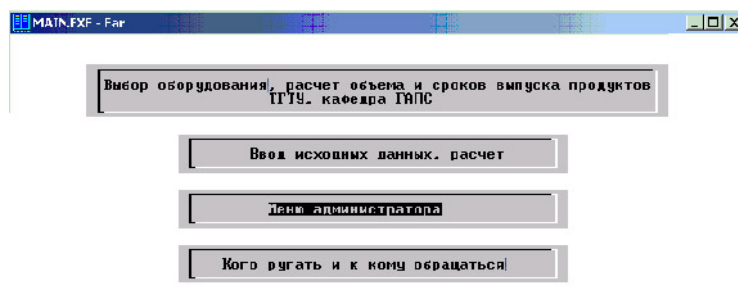 MAIN.EXE - Far
Выбор оборудования, расчет объема и сроков выпуска продуктов
ТГТУ, кафедра ГАПС
Ввод исходных данных, расчет
Меню администратора
Кого ругать и к кому обращаться